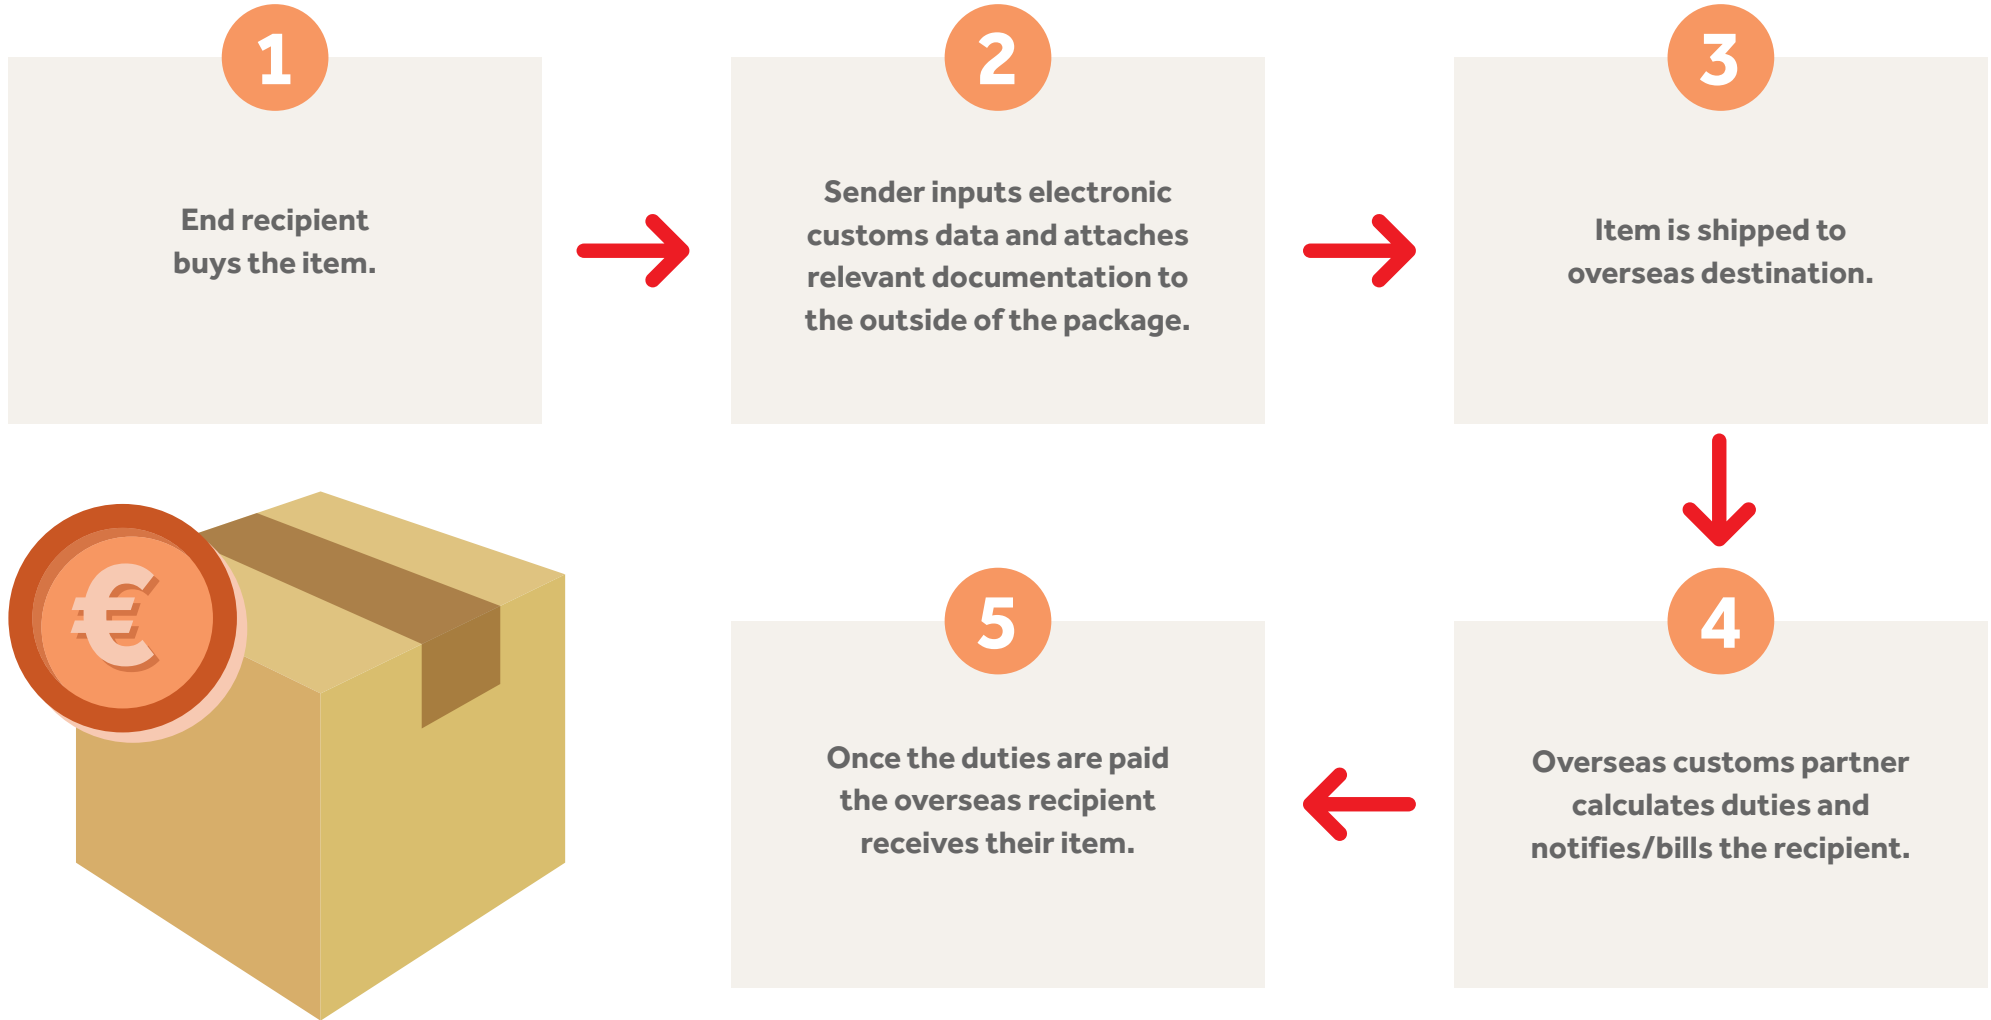 1
End recipient
buys the item.
2
Sender inputs electronic
customs data and attaches
relevant documentation to
the outside of the package.
3
Item is shipped to
overseas destination.
4
Overseas customs partner
calculates duties and
notifies/bills the recipient.
5
Once the duties are paid
the overseas recipient
receives their item.
€